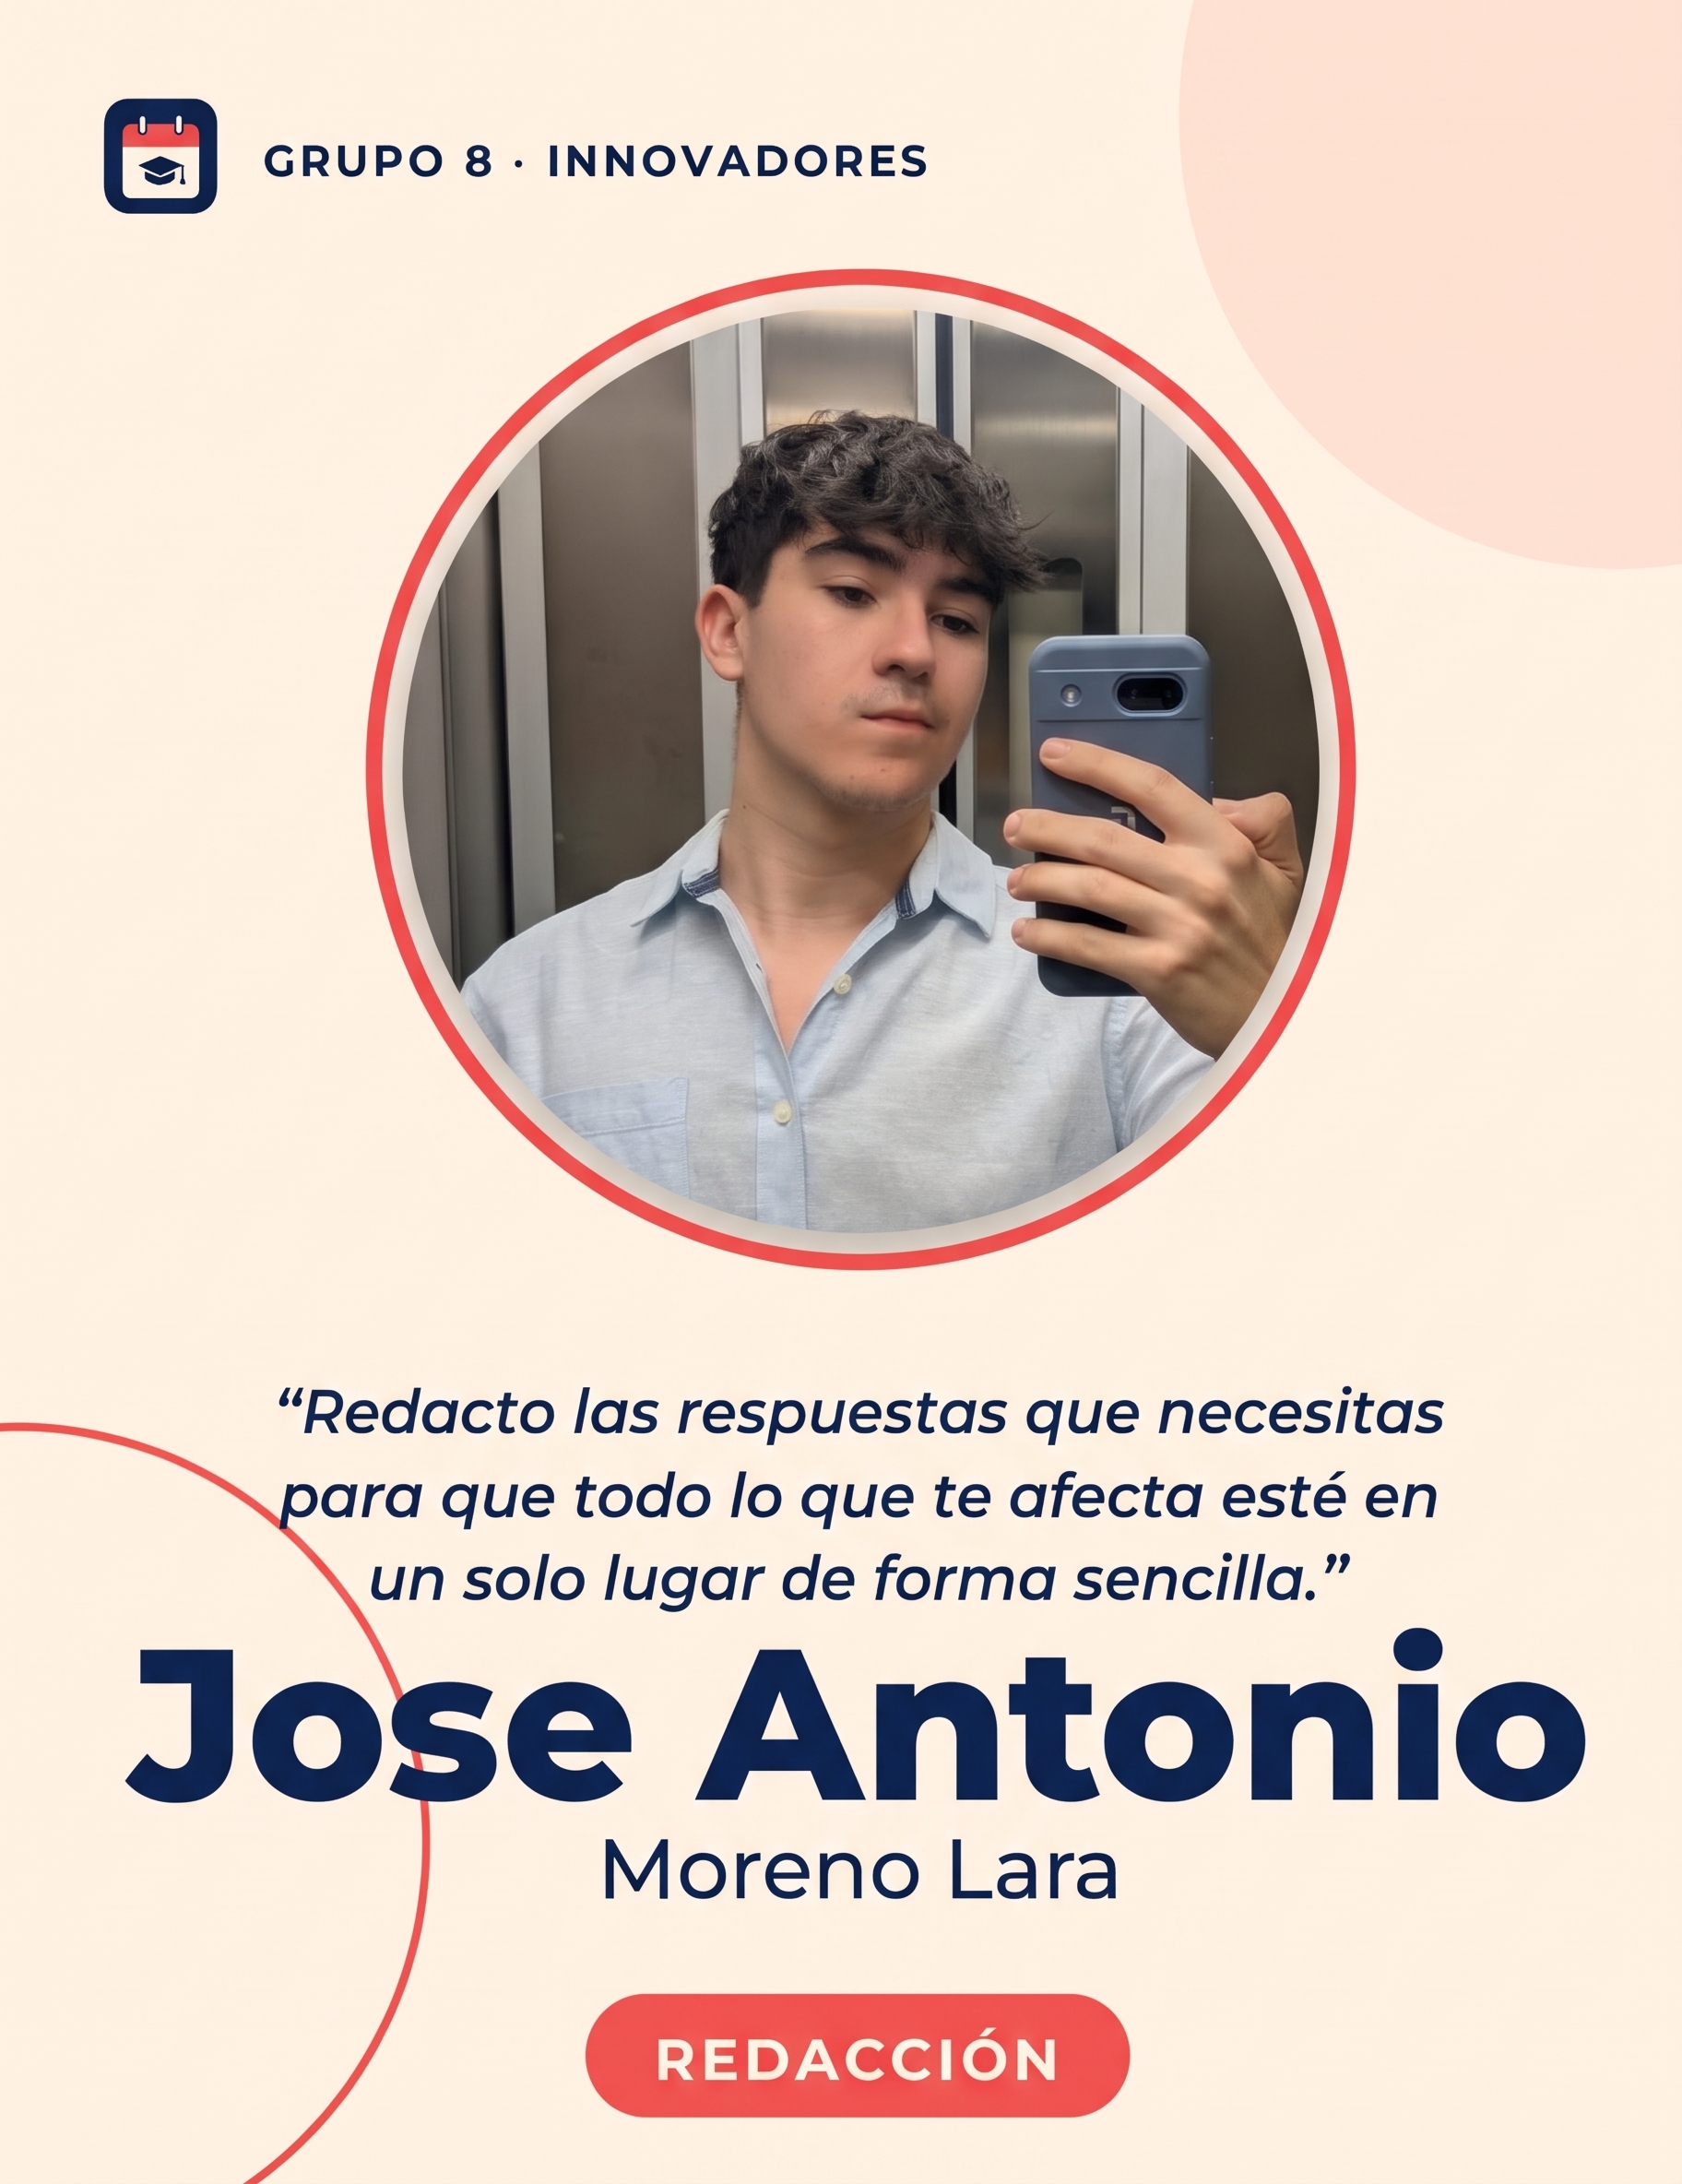 GRUPO 8 · INNOVADORES
“Redacto las respuestas que necesitas
para que todo lo que te afecta esté en
un solo lugar de forma sencilla.”
Jose Antonio
Moreno Lara
REDACCIÓN